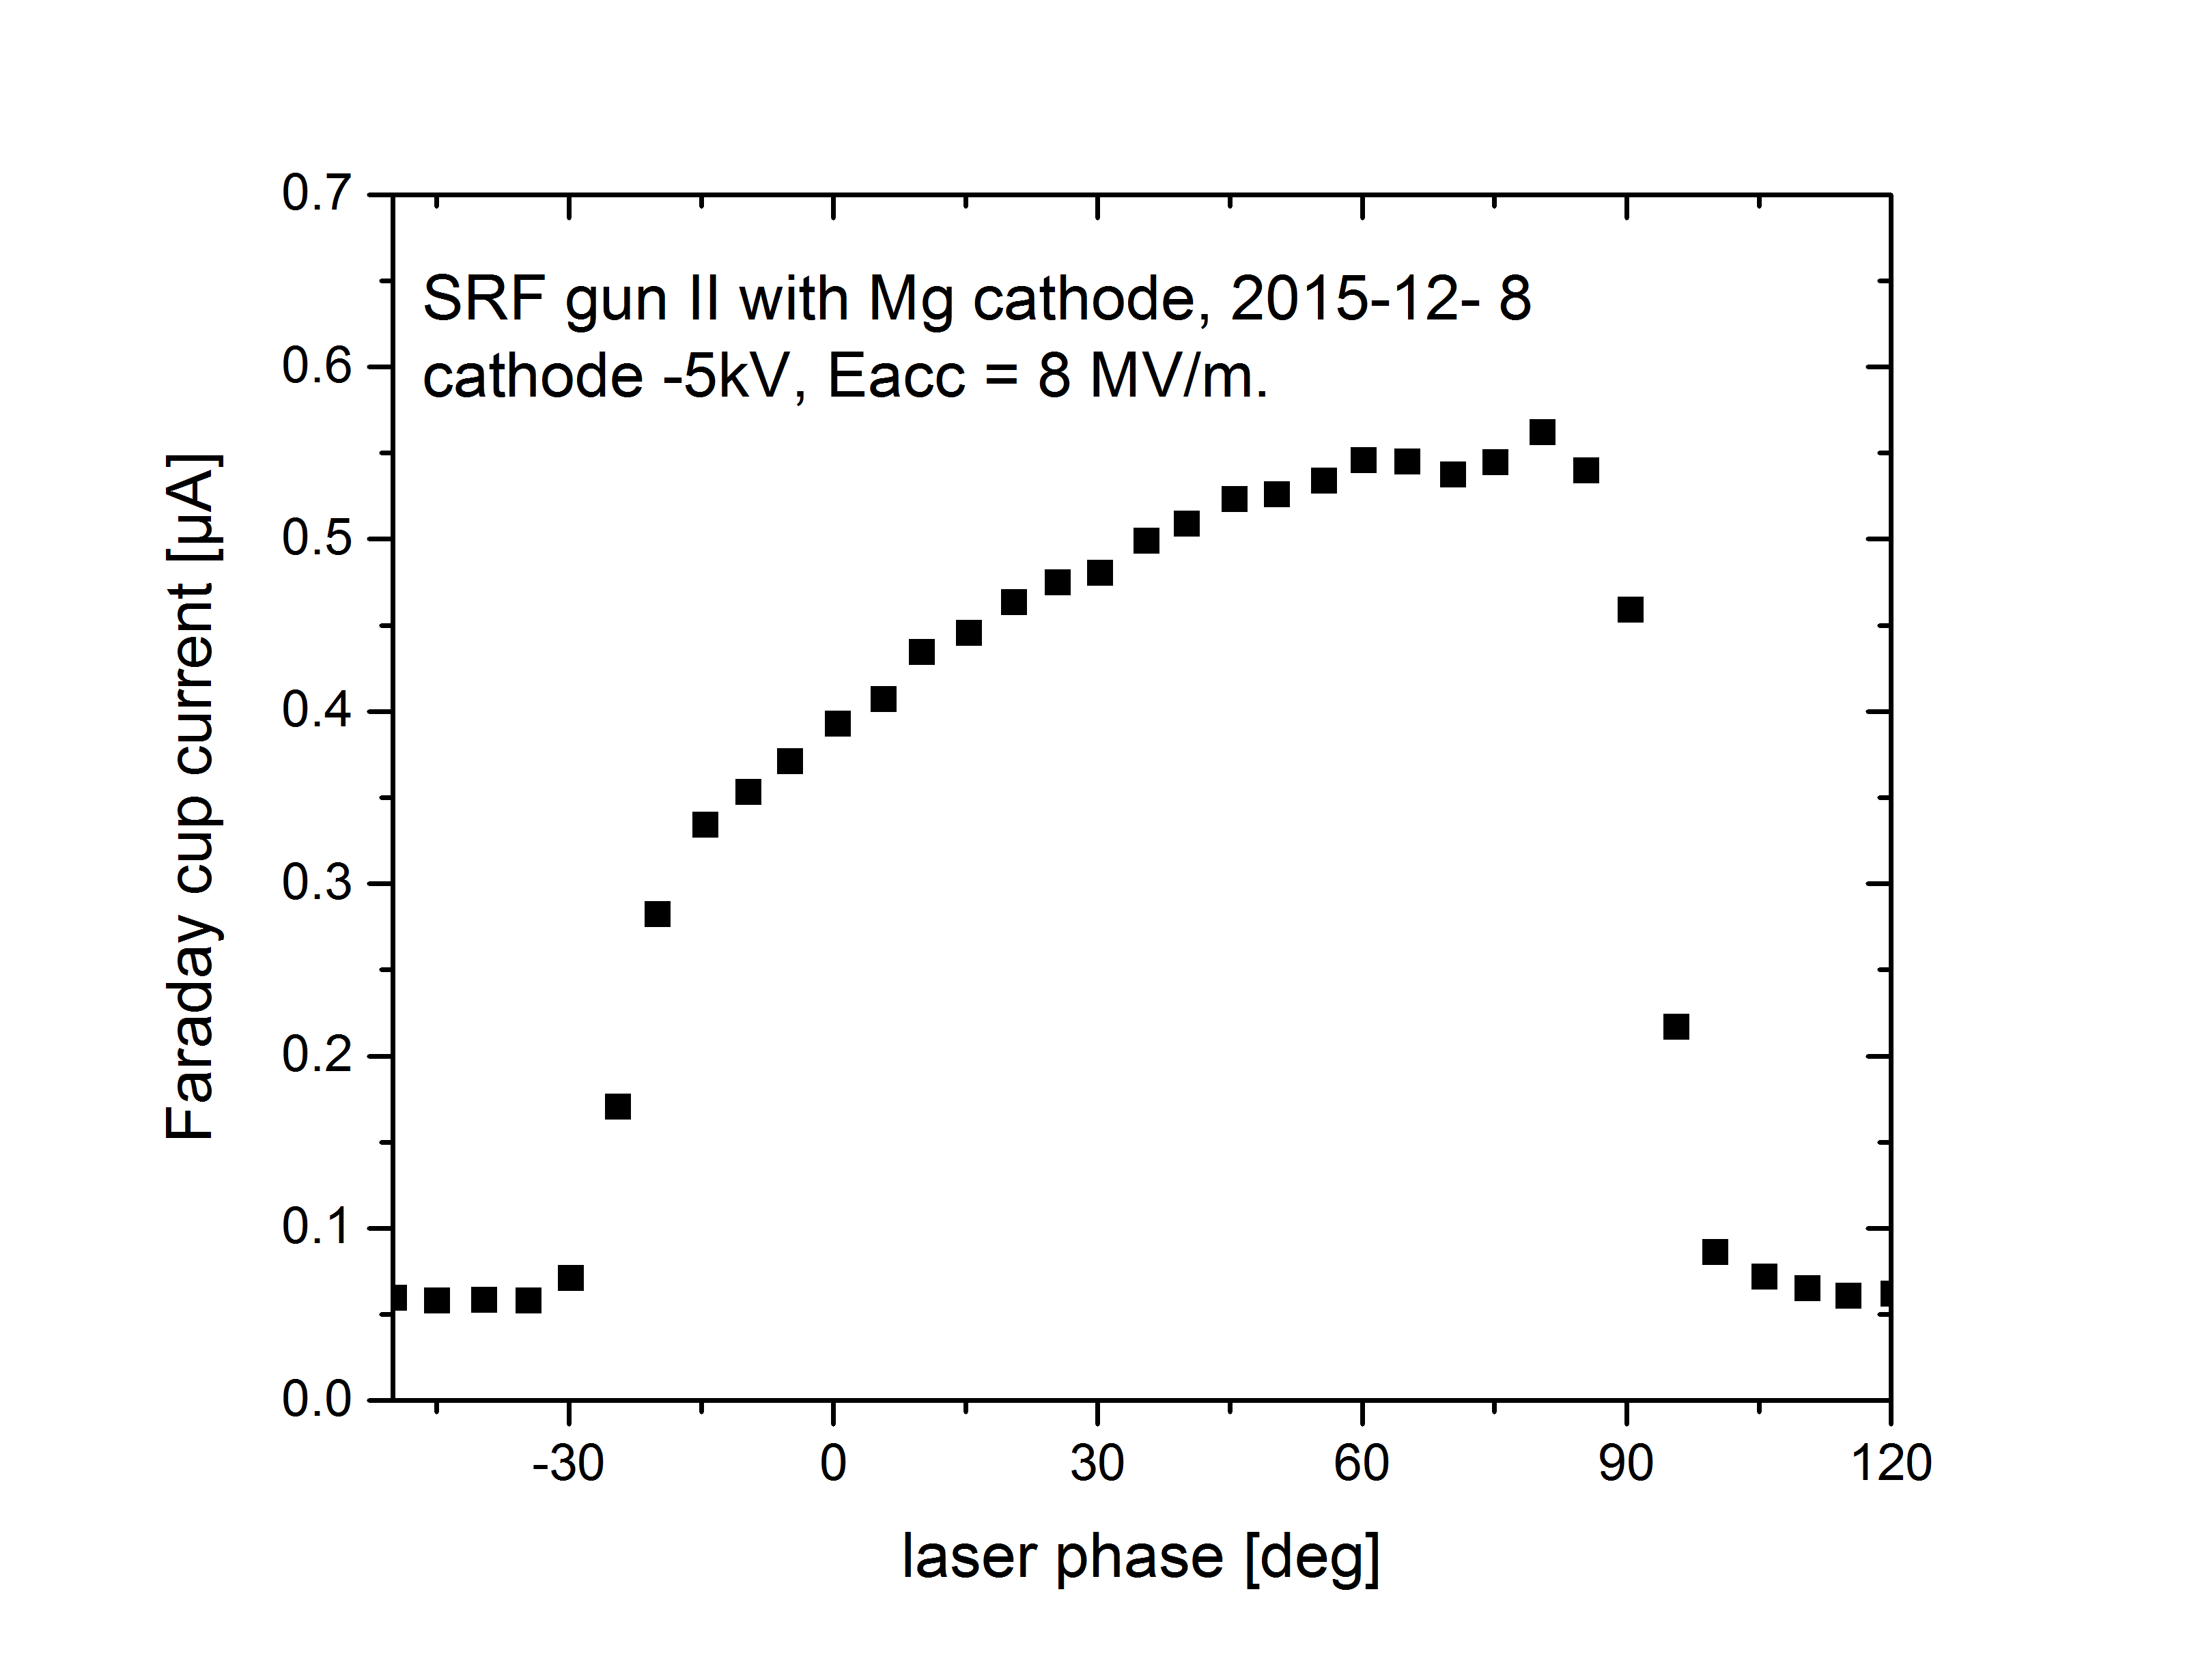 0.7
SRF gun II with Mg cathode, 2015-12- 8
0.6
cathode -5kV, Eacc = 8 MV/m.
0.5
0.4
0.3
0.2
0.1
0.0
Faraday cup current [µA]
-30 0 30 60 90 120
laser phase [deg]